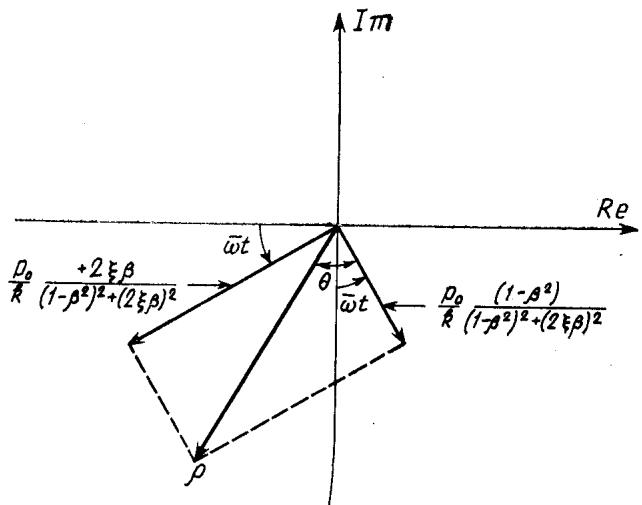 Im
Re
ω̄t
p₀/k +2ξβ/((1-β²)²+(2ξβ)²)
θ
ω̄t
p₀/k (1-β²)/((1-β²)²+(2ξβ)²)
ρ